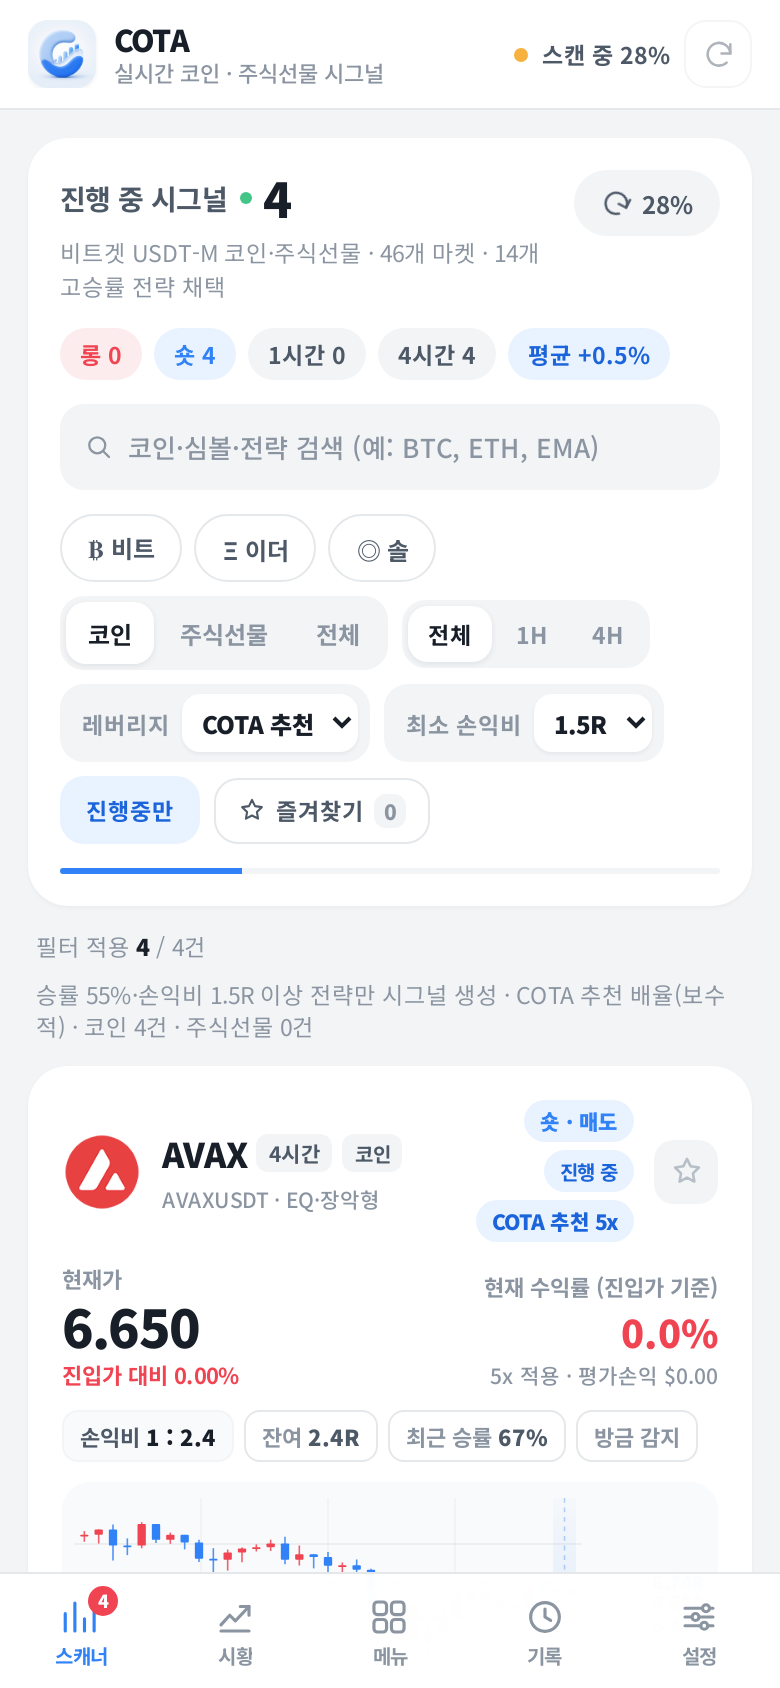 COTA
실시간 코인 · 주식선물 시그널
스캔 중 28%
진행 중 시그널 4
28%
비트겟 USDT-M 코인·주식선물 · 46개 마켓 · 14개
고승률 전략 채택
롱 0
숏 4
1시간 0
4시간 4
평균 +0.5%
코인·심볼·전략 검색 (예: BTC, ETH, EMA)
₿ 비트
Ξ 이더
◎ 솔
코인
주식선물
전체
전체
1H
4H
레버리지
COTA 추천
최소 손익비
1.5R
진행중만
즐겨찾기 0
필터 적용 4 / 4건
승률 55%·손익비 1.5R 이상 전략만 시그널 생성 · COTA 추천 배율(보수
적) · 코인 4건 · 주식선물 0건
숏 · 매도
AVAX
4시간
코인
진행 중
AVAXUSDT · EQ·장악형
COTA 추천 5x
현재가
현재 수익률 (진입가 기준)
6.650
0.0%
진입가 대비 0.00%
5x 적용 · 평가손익 $0.00
손익비 1 : 2.4
잔여 2.4R
최근 승률 67%
방금 감지
4
스캐너
시황
메뉴
기록
설정